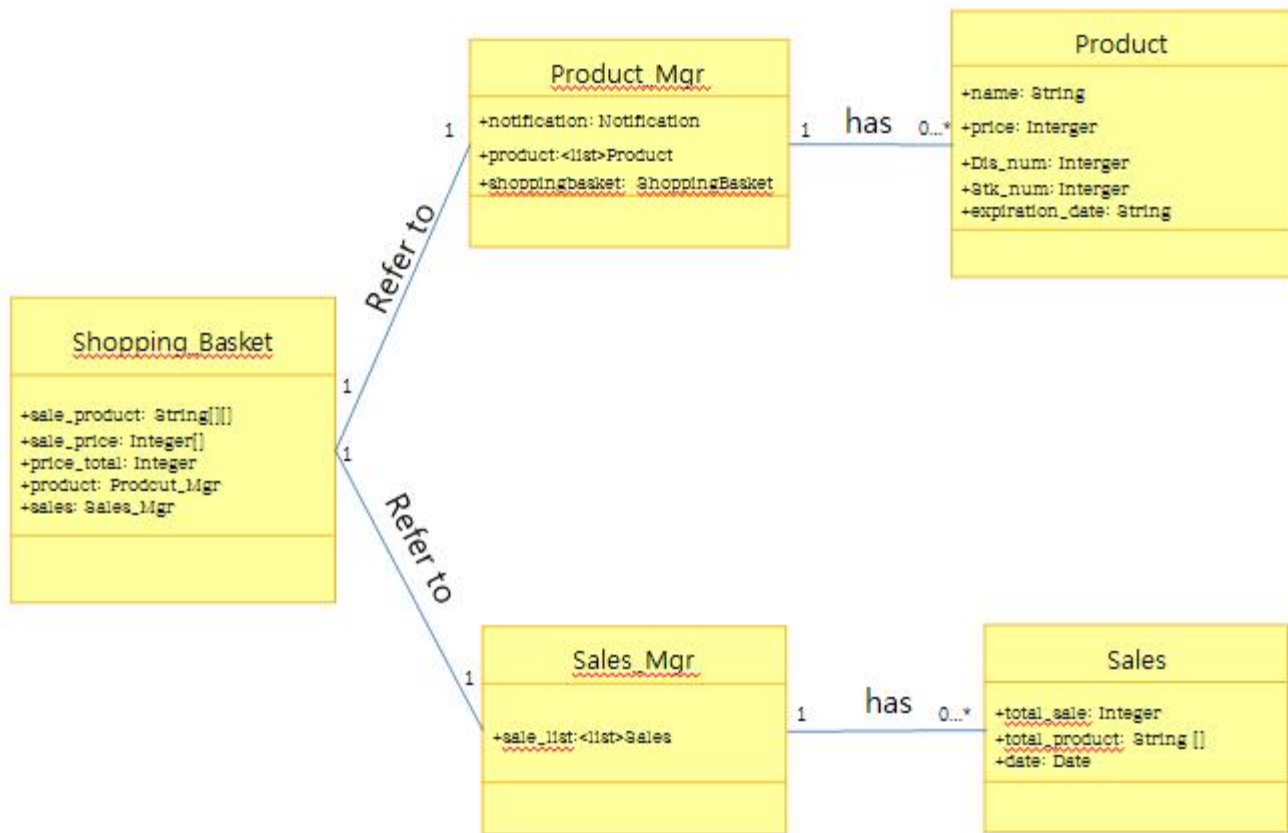 Product_Mgr
+notification: Notification
+product:<list>Product
+shoppingbasket: ShoppingBasket
Product
+name: String
+price: Interger
+Dis_num: Interger
+Stk_num: Interger
+expiration_date: String
1
has
0...*
1
Refer to
1
Shopping_Basket
+sale_product: String[][]
+sale_price: Integer[]
+price_total: Integer
+product: Prodcut_Mgr
+sales: Sales_Mgr
1
Refer to
1
Sales_Mgr
+sale_list:<list>Sales
1
has
0...*
Sales
+total_sale: Integer
+total_product: String []
+date: Date